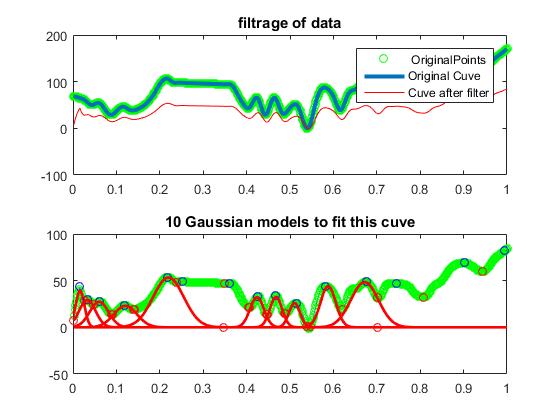 filtrage of data
200
100
0
-100
OriginalPoints
Original Cuve
Cuve after filter
0 0.1 0.2 0.3 0.4 0.5 0.6 0.7 0.8 0.9 1
10 Gaussian models to fit this cuve
100
50
0
-50
0 0.1 0.2 0.3 0.4 0.5 0.6 0.7 0.8 0.9 1